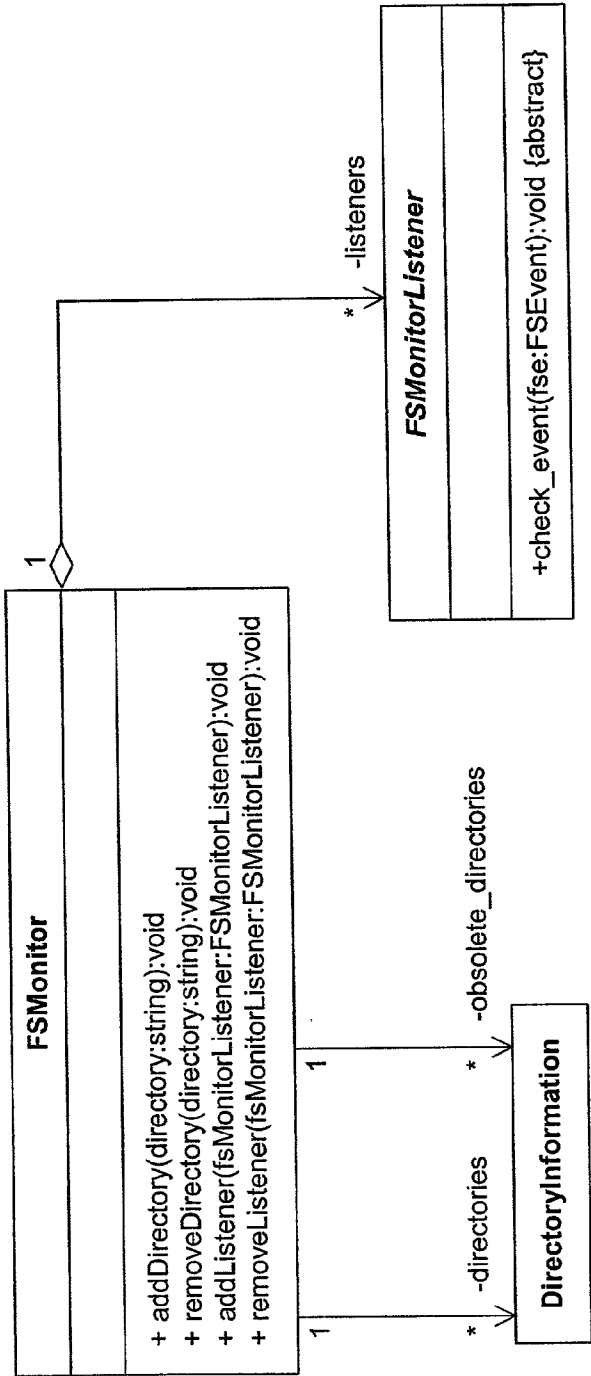 FSMonitor
+ addDirectory(directory:string):void
+ removeDirectory(directory:string):void
+ addListener(fsMonitorListener:FSMonitorListener):void
+ removeListener(fsMonitorListener:FSMonitorListener):void
1
* -listeners
FSMonitorListener
+check_event(fse:FSEvent):void {abstract}
1
* -directories
1
* -obsolete_directories
DirectoryInformation